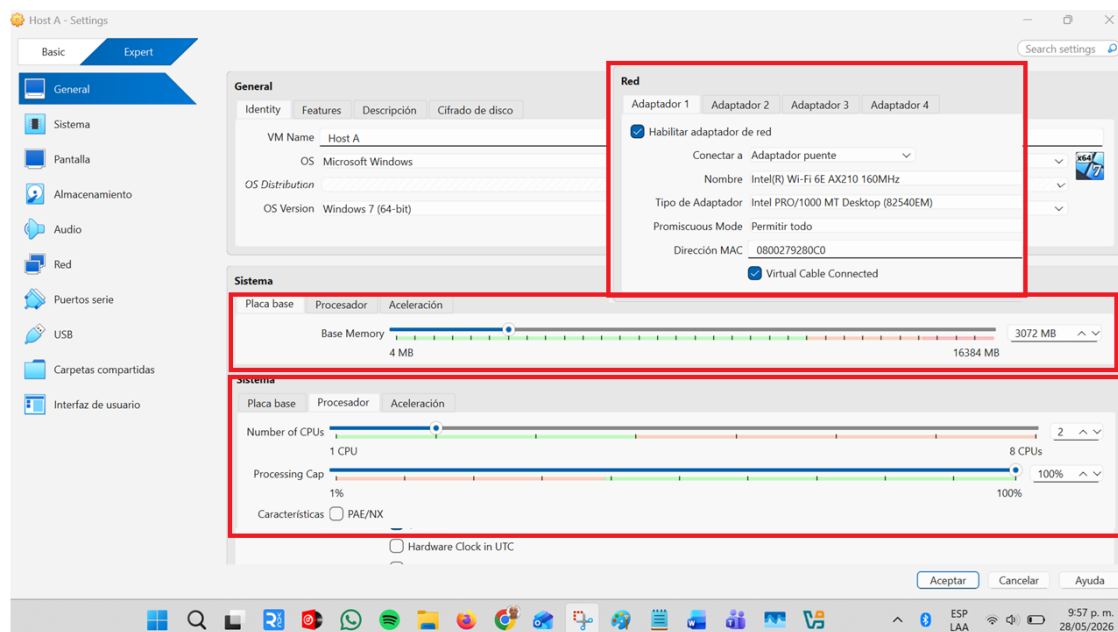 Host A - Settings
Basic
Expert
Search settings
General
Sistema
Pantalla
Almacenamiento
Audio
Red
Puertos serie
USB
Carpetas compartidas
Interfaz de usuario
General
Identity Features Descripción Cifrado de disco
VM Name Host A
OS Microsoft Windows
OS Distribution
OS Version Windows 7 (64-bit)
x64
7
Red
Adaptador 1 Adaptador 2 Adaptador 3 Adaptador 4
Habilitar adaptador de red
Conectar a Adaptador puente
Nombre Intel(R) Wi-Fi 6E AX210 160MHz
Tipo de Adaptador Intel PRO/1000 MT Desktop (82540EM)
Promiscuous Mode Permitir todo
Dirección MAC 0800279280C0
Virtual Cable Connected
Sistema
Placa base Procesador Aceleración
Base Memory 3072 MB
4 MB 16384 MB
Sistema
Placa base Procesador Aceleración
Number of CPUs 2
1 CPU 8 CPUs
Processing Cap 100%
1% 100%
Características PAE/NX
Hardware Clock in UTC
Aceptar Cancelar Ayuda
ESP
LAA
9:57 p. m.
28/05/2026